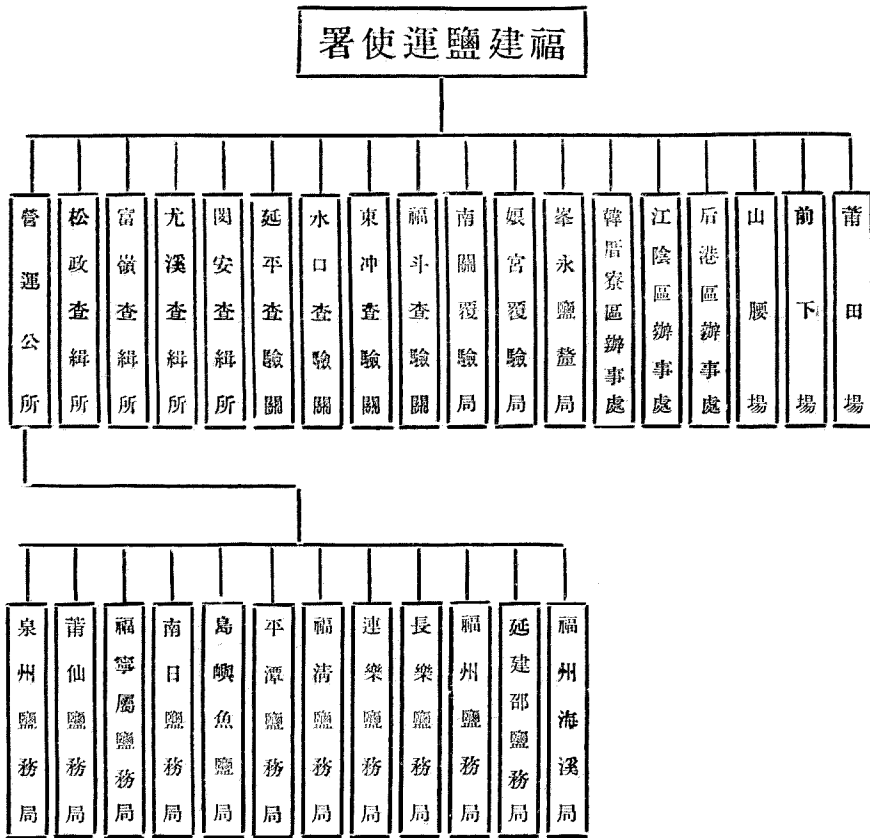 福建鹽運使署
莆田場
前下場
山腰場
后港區辦事處
江陰區辦事處
韓厝寮區辦事處
峯永鹽釐局
娘宮覆驗局
南關覆驗局
福斗查驗關
東冲查驗關
水口查驗關
延平查驗關
閩安查緝所
尤溪查緝所
富嶺查緝所
松政查緝所
營運公所
福州海溪局
延建邵鹽務局
福州鹽務局
長樂鹽務局
連樂鹽務局
福清鹽務局
平潭鹽務局
島嶼魚鹽局
南日鹽務局
福寧屬鹽務局
莆仙鹽務局
泉州鹽務局